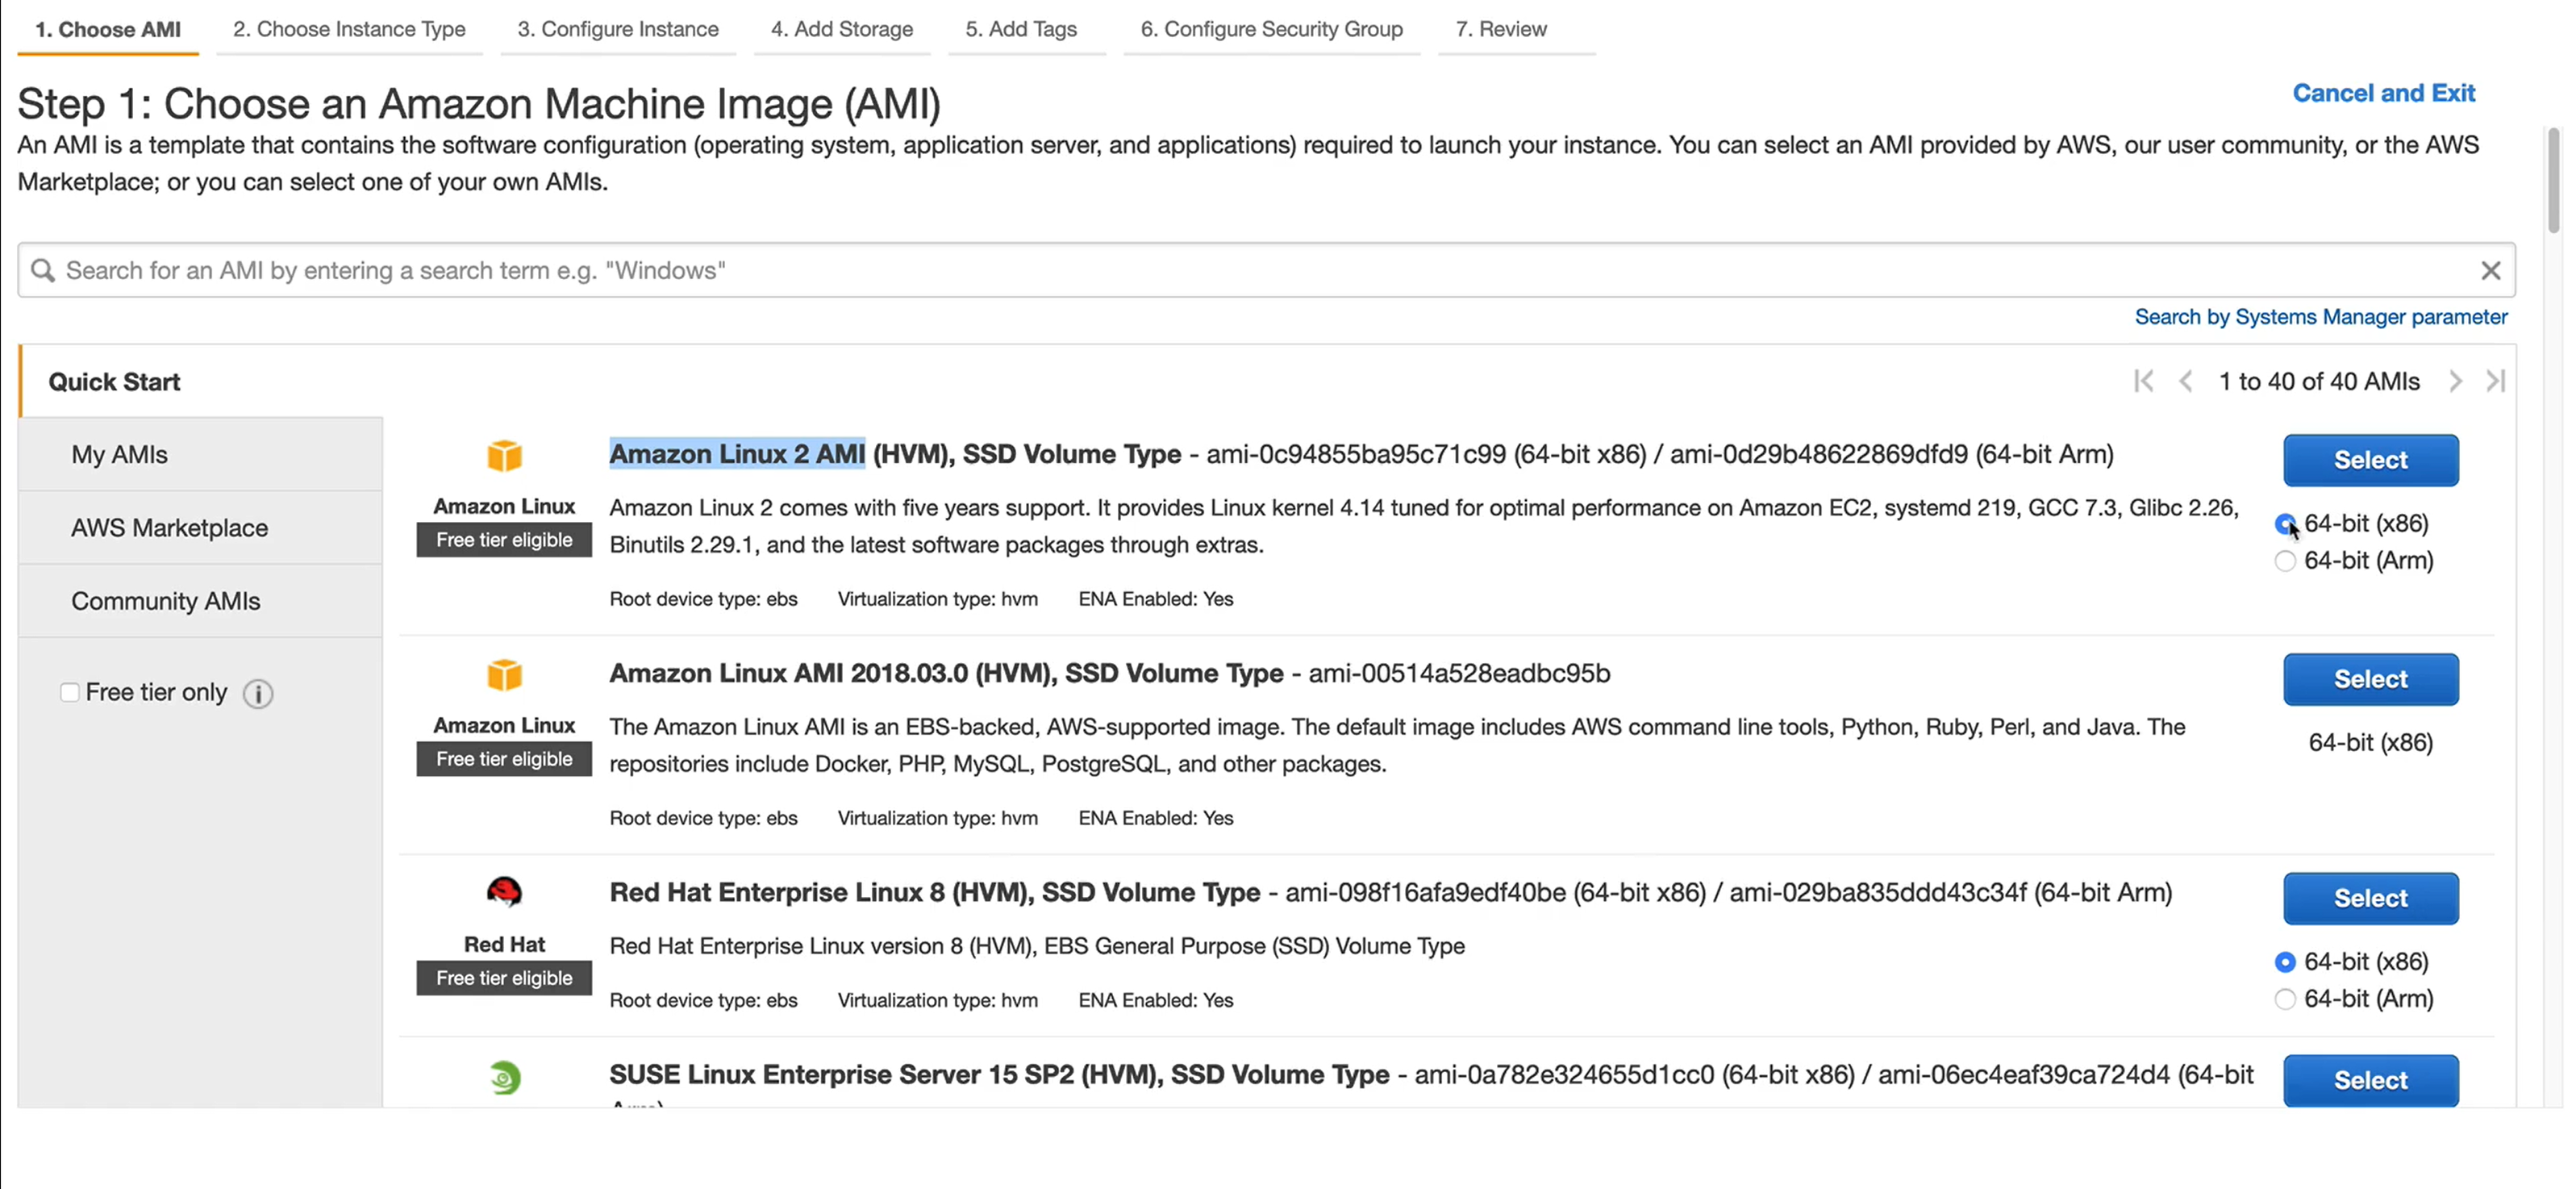 1. Choose AMI 2. Choose Instance Type 3. Configure Instance 4. Add Storage 5. Add Tags 6. Configure Security Group 7. Review
Step 1: Choose an Amazon Machine Image (AMI)
Cancel and Exit
An AMI is a template that contains the software configuration (operating system, application server, and applications) required to launch your instance. You can select an AMI provided by AWS, our user community, or the AWS
Marketplace; or you can select one of your own AMIs.
Search for an AMI by entering a search term e.g. "Windows"
Search by Systems Manager parameter
Quick Start
1 to 40 of 40 AMIs
My AMIs
AWS Marketplace
Community AMIs
Free tier only
Amazon Linux
Free tier eligible
Amazon Linux 2 AMI (HVM), SSD Volume Type - ami-0c94855ba95c71c99 (64-bit x86) / ami-0d29b48622869dfd9 (64-bit Arm)
Amazon Linux 2 comes with five years support. It provides Linux kernel 4.14 tuned for optimal performance on Amazon EC2, systemd 219, GCC 7.3, Glibc 2.26,
Binutils 2.29.1, and the latest software packages through extras.
Root device type: ebs Virtualization type: hvm ENA Enabled: Yes
Select
64-bit (x86)
64-bit (Arm)
Amazon Linux
Free tier eligible
Amazon Linux AMI 2018.03.0 (HVM), SSD Volume Type - ami-00514a528eadbc95b
The Amazon Linux AMI is an EBS-backed, AWS-supported image. The default image includes AWS command line tools, Python, Ruby, Perl, and Java. The
repositories include Docker, PHP, MySQL, PostgreSQL, and other packages.
Root device type: ebs Virtualization type: hvm ENA Enabled: Yes
Select
64-bit (x86)
Red Hat
Free tier eligible
Red Hat Enterprise Linux 8 (HVM), SSD Volume Type - ami-098f16afa9edf40be (64-bit x86) / ami-029ba835ddd43c34f (64-bit Arm)
Red Hat Enterprise Linux version 8 (HVM), EBS General Purpose (SSD) Volume Type
Root device type: ebs Virtualization type: hvm ENA Enabled: Yes
Select
64-bit (x86)
64-bit (Arm)
SUSE Linux Enterprise Server 15 SP2 (HVM), SSD Volume Type - ami-0a782e324655d1cc0 (64-bit x86) / ami-06ec4eaf39ca724d4 (64-bit
Select